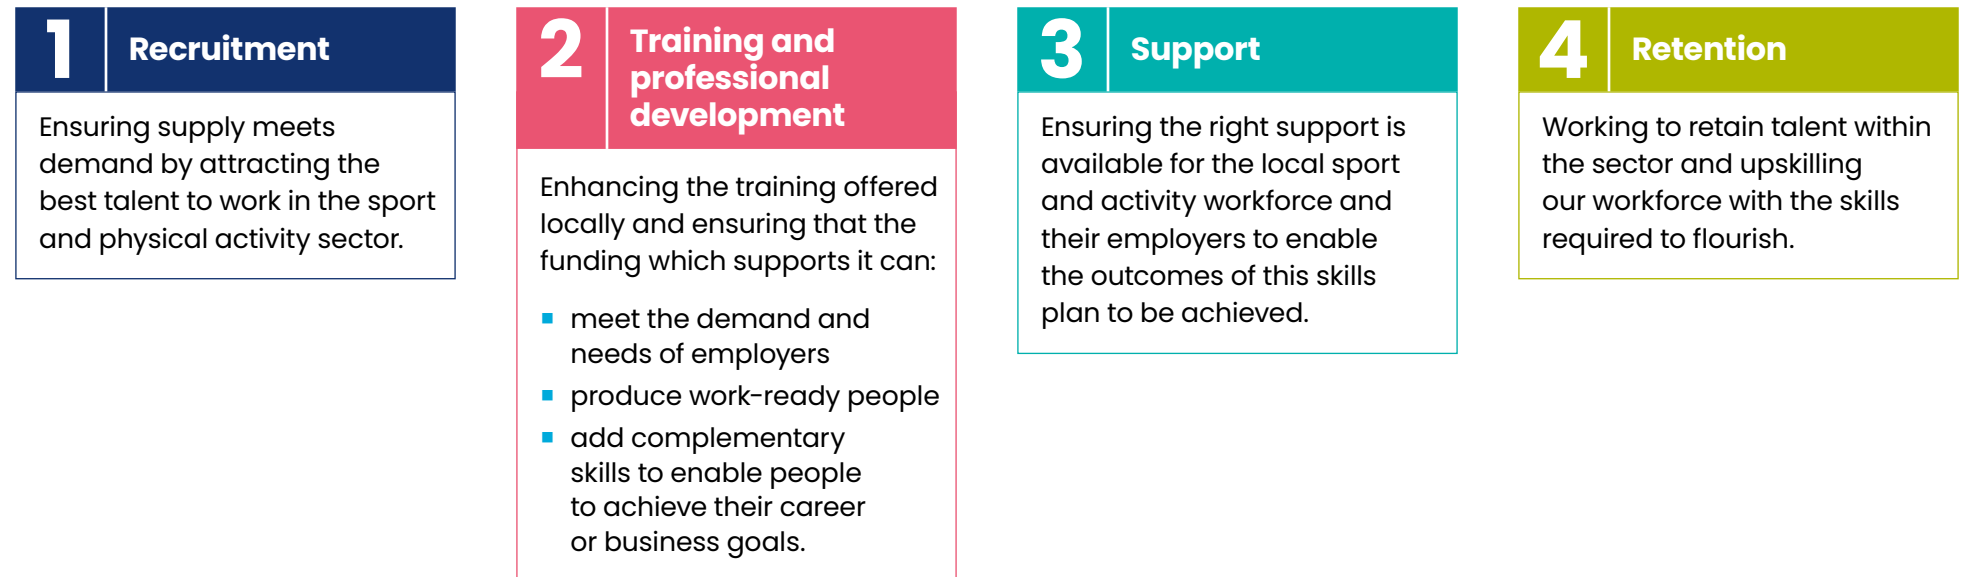 1
Recruitment
Ensuring supply meets
demand by attracting the
best talent to work in the sport
and physical activity sector.
2
Training and
professional
development
Enhancing the training offered
locally and ensuring that the
funding which supports it can:
▪ meet the demand and
needs of employers
▪ produce work-ready people
▪ add complementary
skills to enable people
to achieve their career
or business goals.
3
Support
Ensuring the right support is
available for the local sport
and activity workforce and
their employers to enable
the outcomes of this skills
plan to be achieved.
4
Retention
Working to retain talent within
the sector and upskilling
our workforce with the skills
required to flourish.